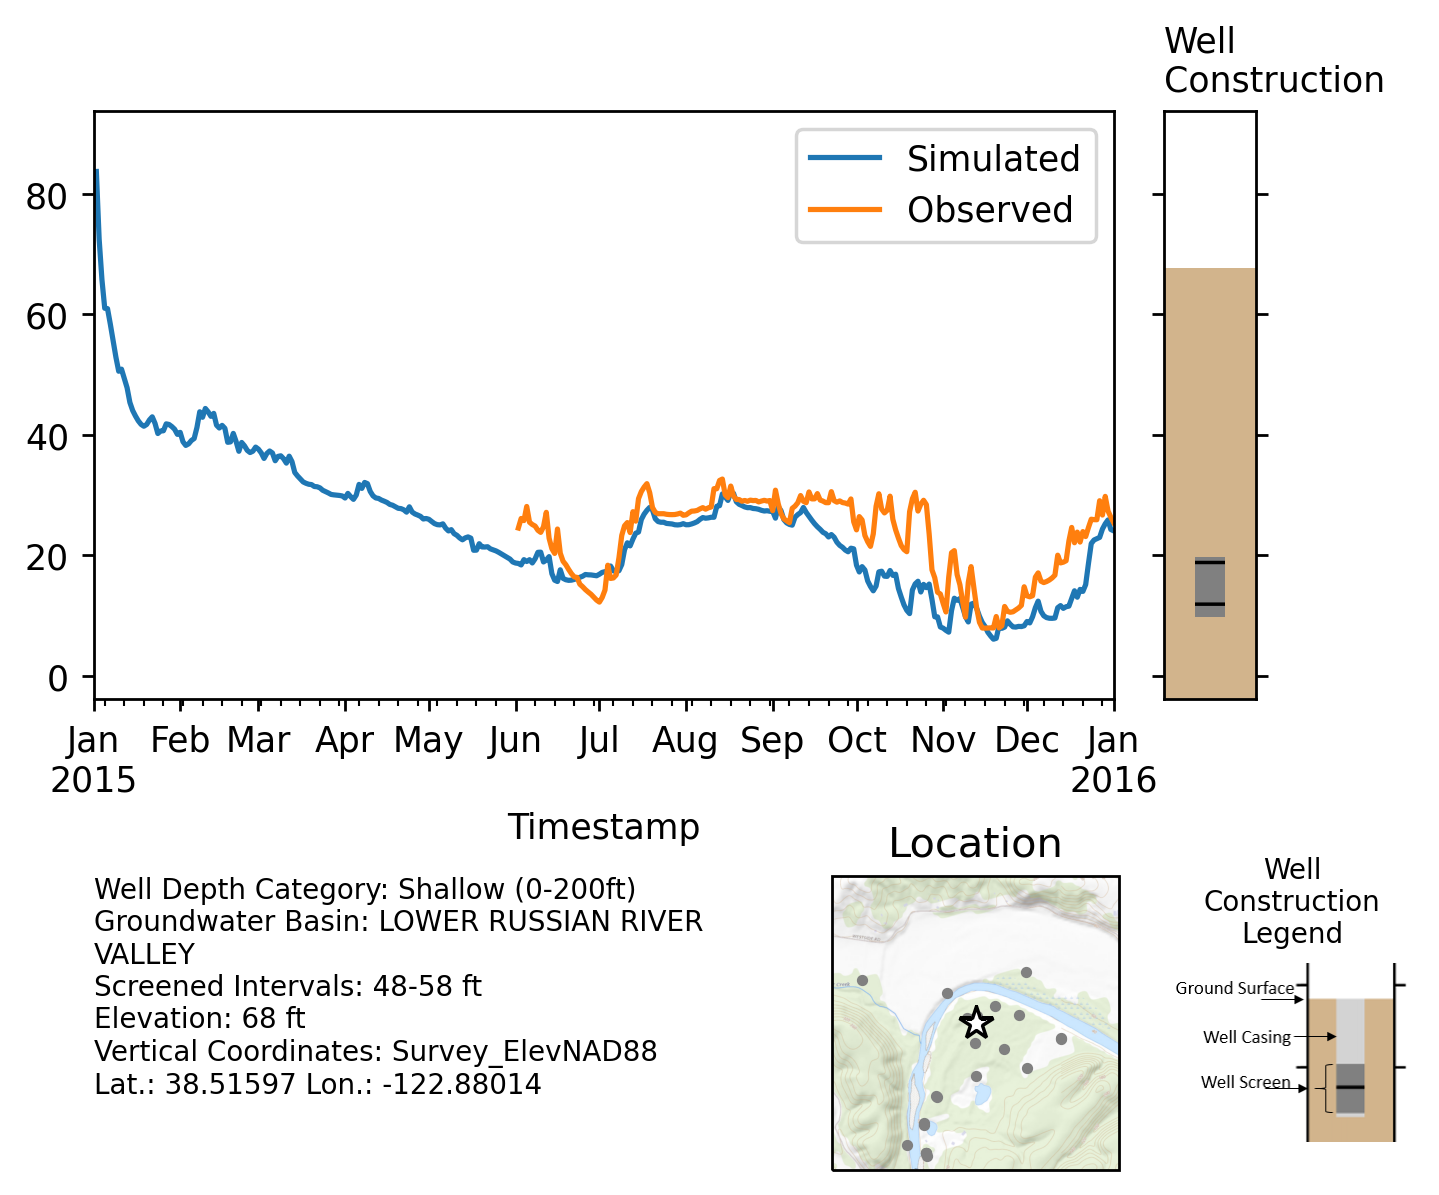 Well
Construction
Simulated
Observed
80
60
40
20
0
Jan Feb Mar Apr May Jun Jul Aug Sep Oct Nov Dec Jan
2015 2016
Timestamp
Well Depth Category: Shallow (0-200ft)
Groundwater Basin: LOWER RUSSIAN RIVER
VALLEY
Screened Intervals: 48-58 ft
Elevation: 68 ft
Vertical Coordinates: Survey_ElevNAD88
Lat.: 38.51597 Lon.: -122.88014
Location
Well
Construction
Legend
Ground Surface
Well Casing
Well Screen